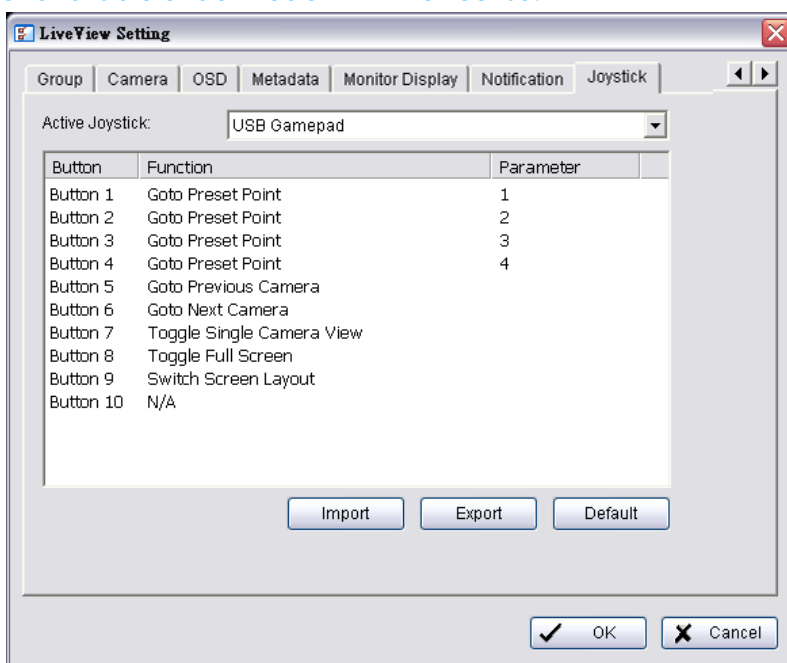 LiveView Setting
Group Camera OSD Metadata Monitor Display Notification Joystick
Active Joystick: USB Gamepad
Button Function Parameter
Button 1 Goto Preset Point 1
Button 2 Goto Preset Point 2
Button 3 Goto Preset Point 3
Button 4 Goto Preset Point 4
Button 5 Goto Previous Camera
Button 6 Goto Next Camera
Button 7 Toggle Single Camera View
Button 8 Toggle Full Screen
Button 9 Switch Screen Layout
Button 10 N/A
Import Export Default
OK Cancel